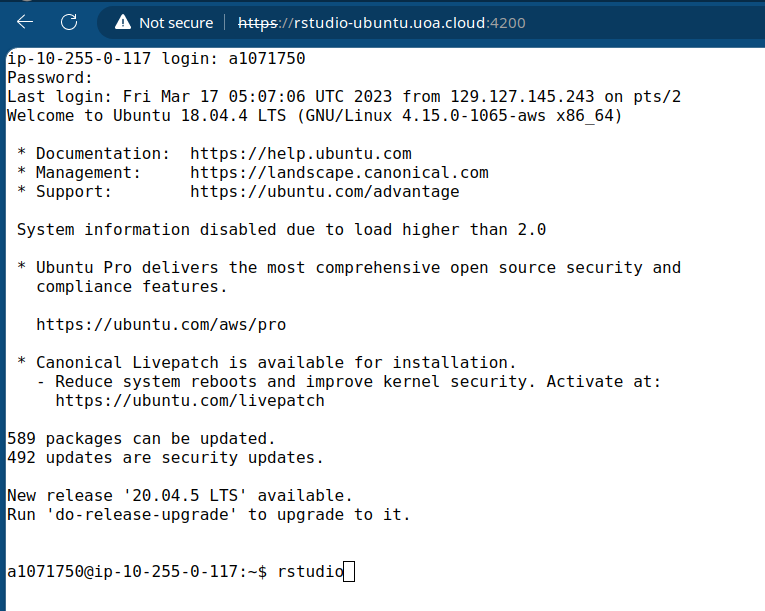 Not secure https://rstudio-ubuntu.uoa.cloud:4200
ip-10-255-0-117 login: a1071750
Password:
Last login: Fri Mar 17 05:07:06 UTC 2023 from 129.127.145.243 on pts/2
Welcome to Ubuntu 18.04.4 LTS (GNU/Linux 4.15.0-1065-aws x86_64)
* Documentation:  https://help.ubuntu.com
* Management:     https://landscape.canonical.com
* Support:        https://ubuntu.com/advantage
System information disabled due to load higher than 2.0
* Ubuntu Pro delivers the most comprehensive open source security and
compliance features.
https://ubuntu.com/aws/pro
* Canonical Livepatch is available for installation.
- Reduce system reboots and improve kernel security. Activate at:
https://ubuntu.com/livepatch
589 packages can be updated.
492 updates are security updates.
New release '20.04.5 LTS' available.
Run 'do-release-upgrade' to upgrade to it.
a1071750@ip-10-255-0-117:~$ rstudio